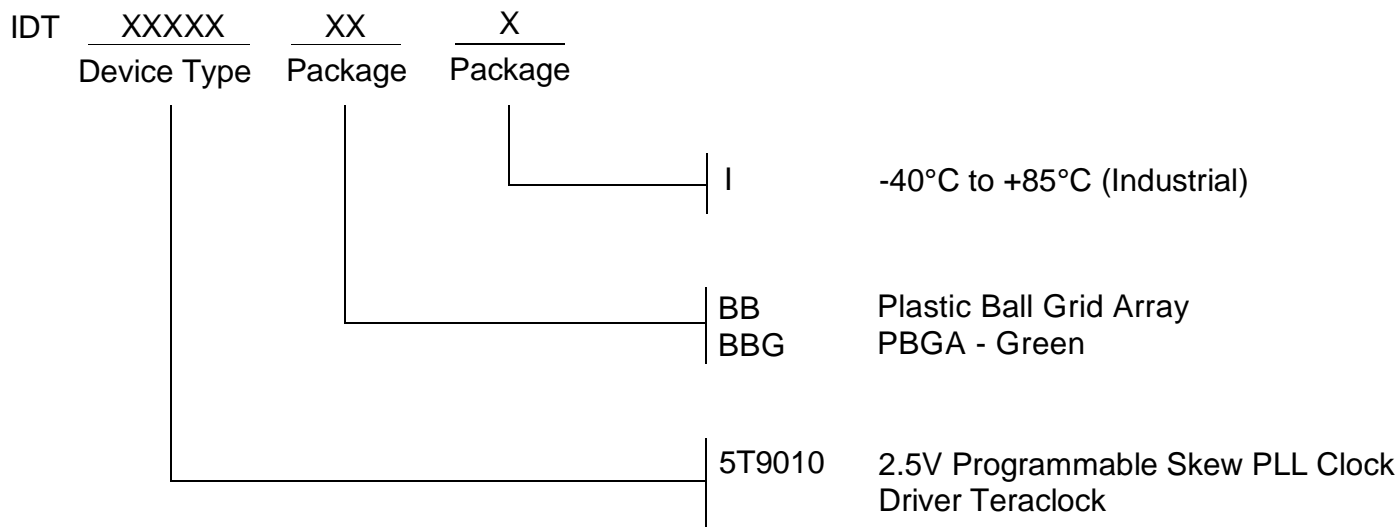 IDT XXXXX XX X
Device Type Package Package
I -40°C to +85°C (Industrial)
BB Plastic Ball Grid Array
BBG PBGA - Green
5T9010 2.5V Programmable Skew PLL Clock
Driver Teraclock